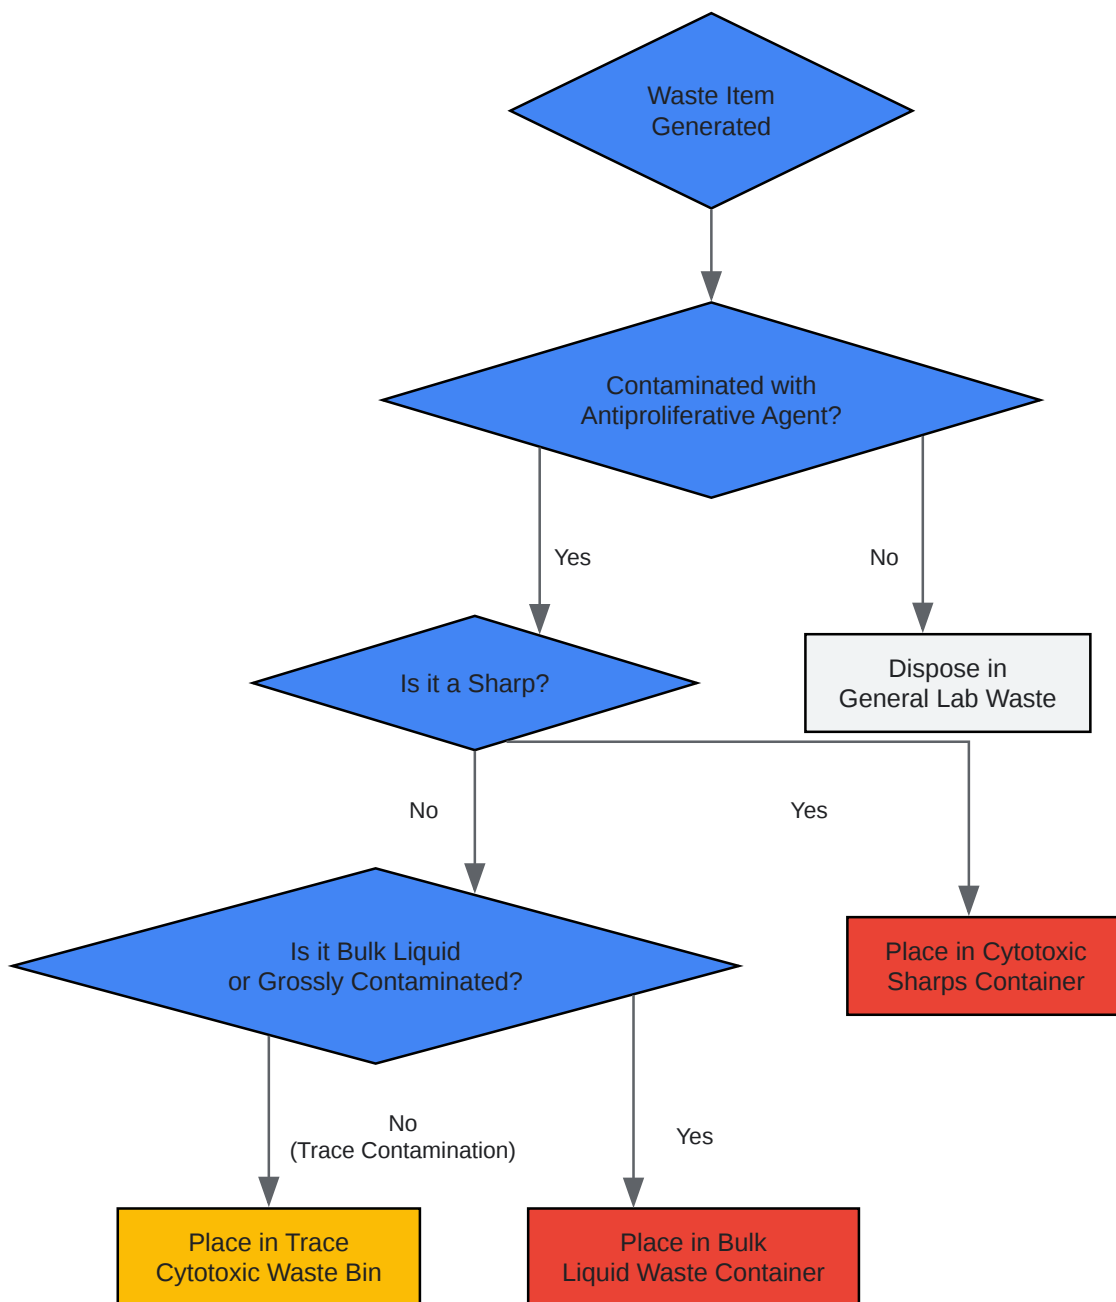 Waste Item
Generated
Contaminated with
Antiproliferative Agent?
Yes
No
Is it a Sharp?
Dispose in
General Lab Waste
No
Yes
Is it Bulk Liquid
or Grossly Contaminated?
Place in Cytotoxic
Sharps Container
No
(Trace Contamination)
Yes
Place in Trace
Cytotoxic Waste Bin
Place in Bulk
Liquid Waste Container